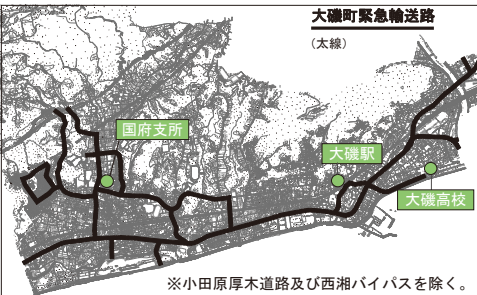 大磯町緊急輸送路
(太線)
国府支所
大磯駅
大磯高校
※小田原厚木道路及び西湘バイパスを除く。